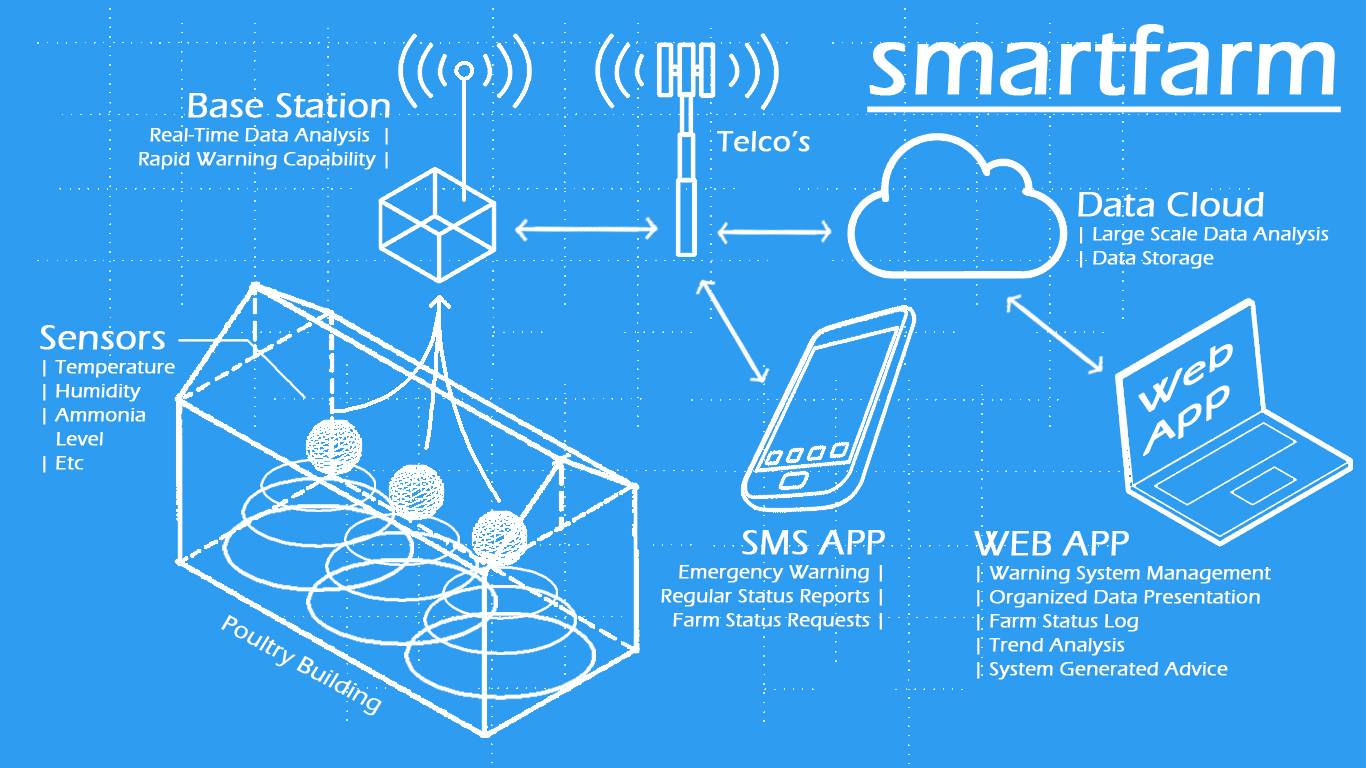 smartfarm
Base Station
Real-Time Data Analysis |
Rapid Warning Capability |
Telco's
Data Cloud
| Large Scale Data Analysis
| Data Storage
Sensors
| Temperature
| Humidity
| Ammonia
Level
| Etc
Web
APP
Poultry Building
SMS APP
Emergency Warning |
Regular Status Reports |
Farm Status Requests |
WEB APP
| Warning System Management
| Organized Data Presentation
| Farm Status Log
| Trend Analysis
| System Generated Advice